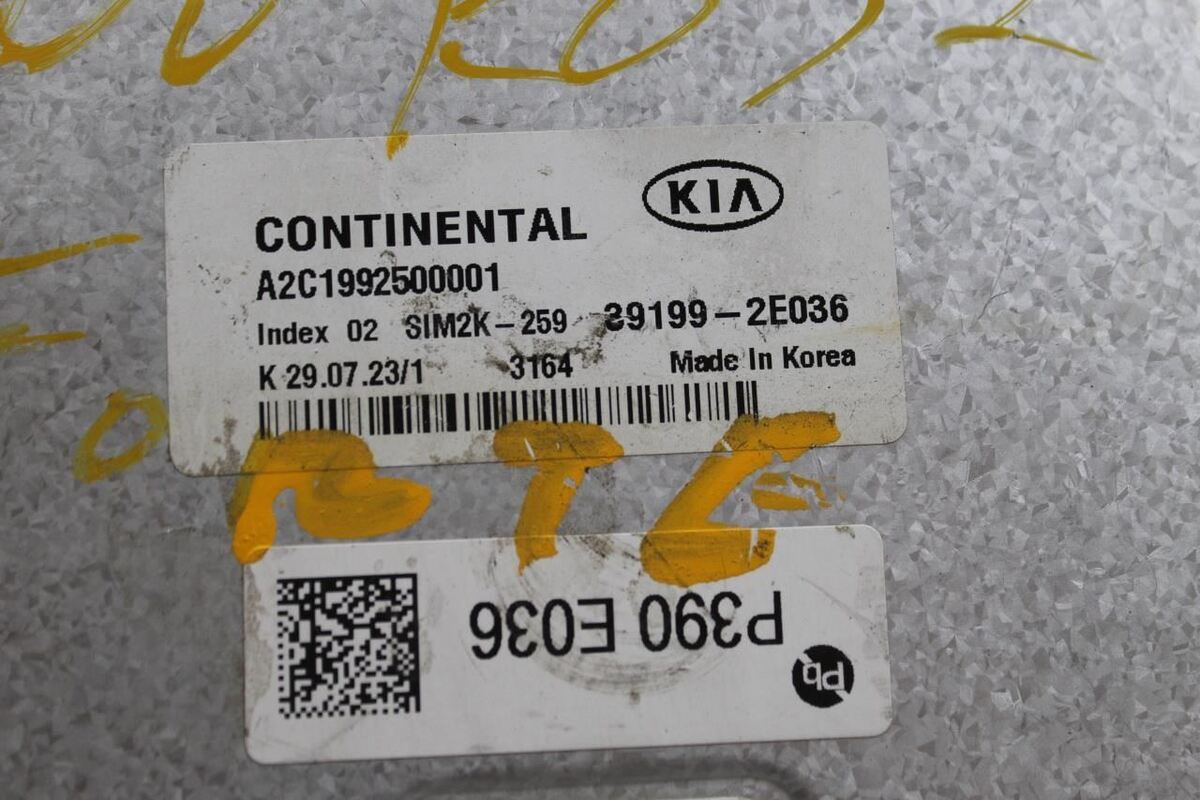 KIA
CONTINENTAL
A2C1992500001
Index 02 SIM2K-259 39199-2E036
K 29.07.23/1 3164 Made In Korea
P390 E036
Pb